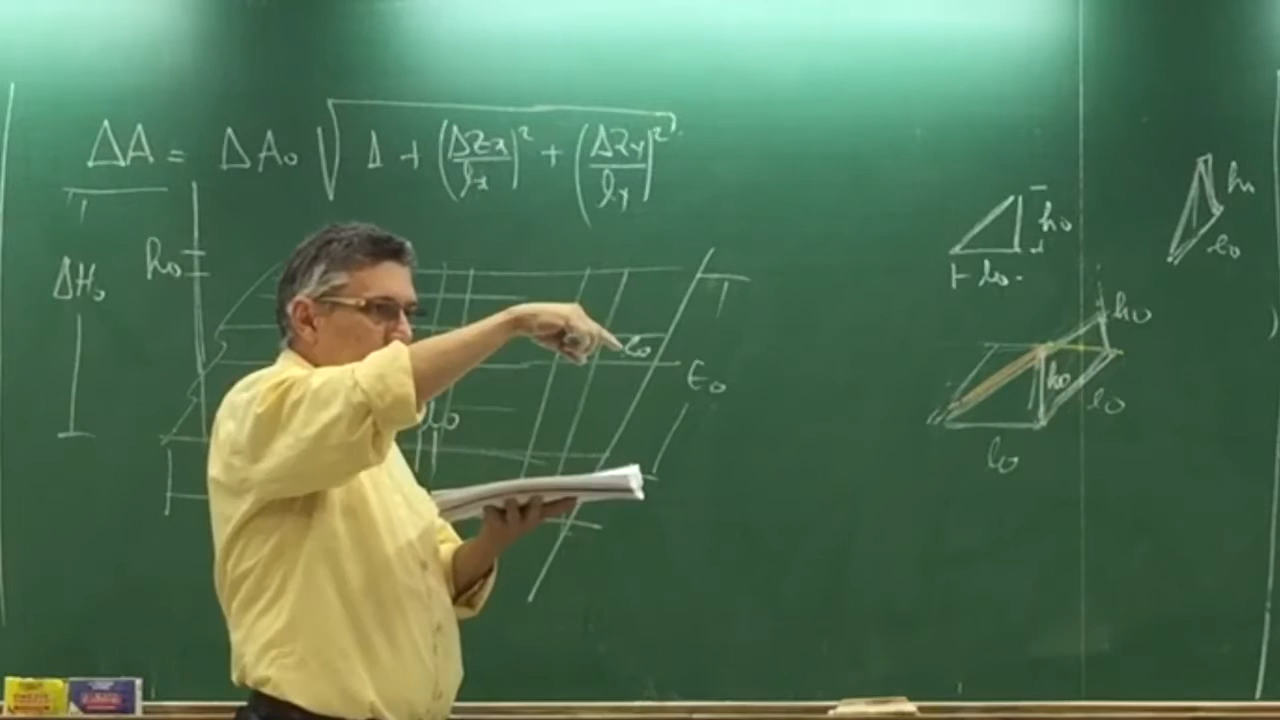 ΔA = ΔA₀ √(1 + (ΔZx/lx)² + (ΔZy/ly)²)
ΔH₀
h₀
l₀
l₀
h₀
l₀
h₀
l₀
h₀
h₀
l₀
l₀